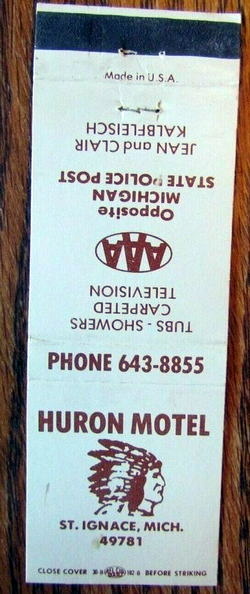 Made in U.S.A.
JEAN and CLAIR
KALBFLEISCH
Opposite
MICHIGAN
STATE POLICE POST
AAA
TUBS - SHOWERS
CARPETED
TELEVISION
PHONE 643-8855
HURON MOTEL
ST. IGNACE, MICH.
49781
CLOSE COVER BEFORE STRIKING